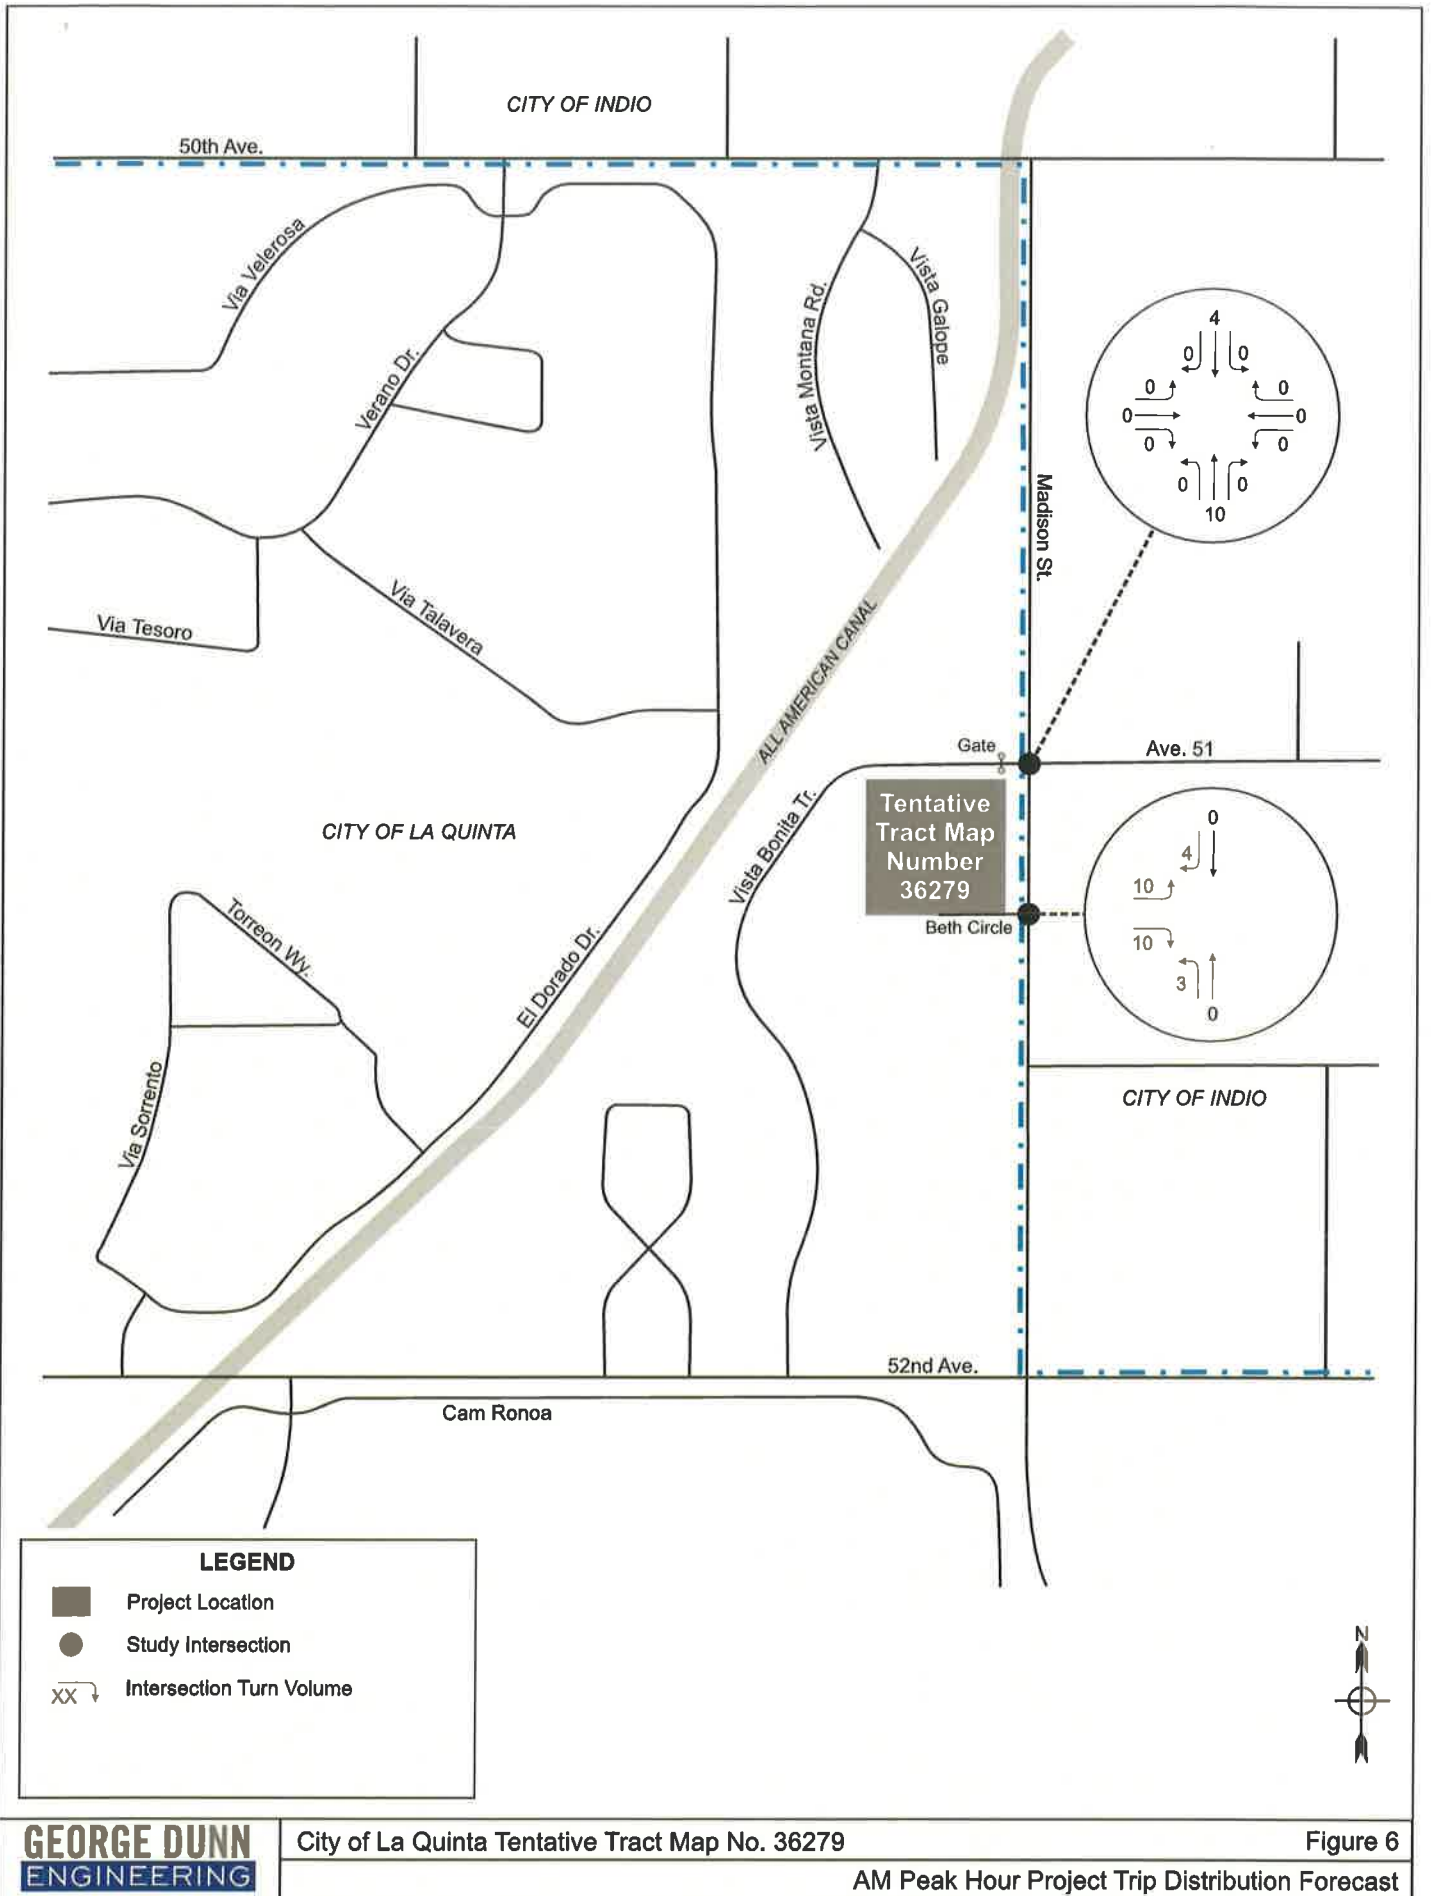 CITY OF INDIO
50th Ave.
Via Velerosa
Verano Dr.
Vista Montana Rd.
Vista Galope
4
0
0
0
0
0
0
0
0
0
0
10
Madison St.
Via Talavera
Via Tesoro
ALL AMERICAN CANAL
Gate
Ave. 51
CITY OF LA QUINTA
Vista Bonita Tr.
Tentative
Tract Map
Number
36279
0
4
10
10
3
0
Beth Circle
Torreon Wy.
El Dorado Dr.
Via Sorrento
CITY OF INDIO
52nd Ave.
Cam Ronoa
LEGEND
Project Location
Study Intersection
XX Intersection Turn Volume
N
GEORGE DUNN
ENGINEERING
City of La Quinta Tentative Tract Map No. 36279
Figure 6
AM Peak Hour Project Trip Distribution Forecast